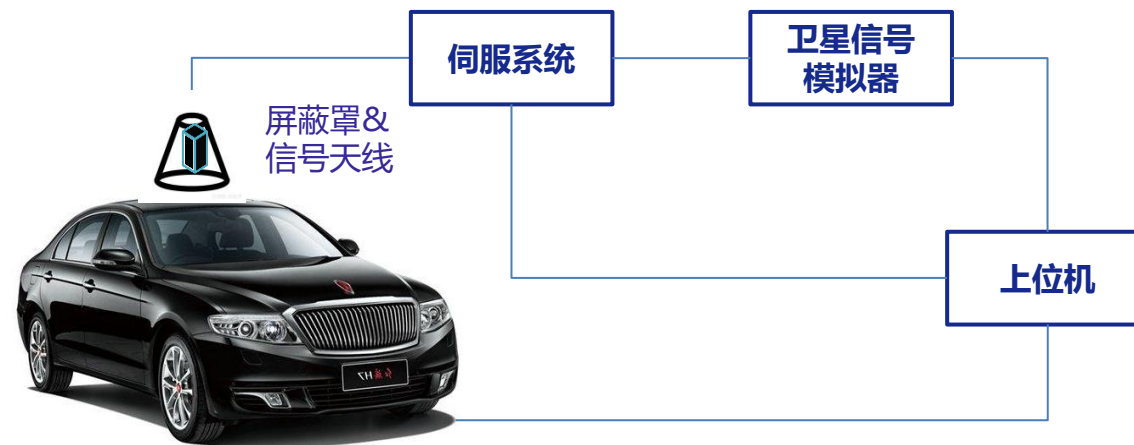 伺服系统
卫星信号
模拟器
屏蔽罩&
信号天线
上位机